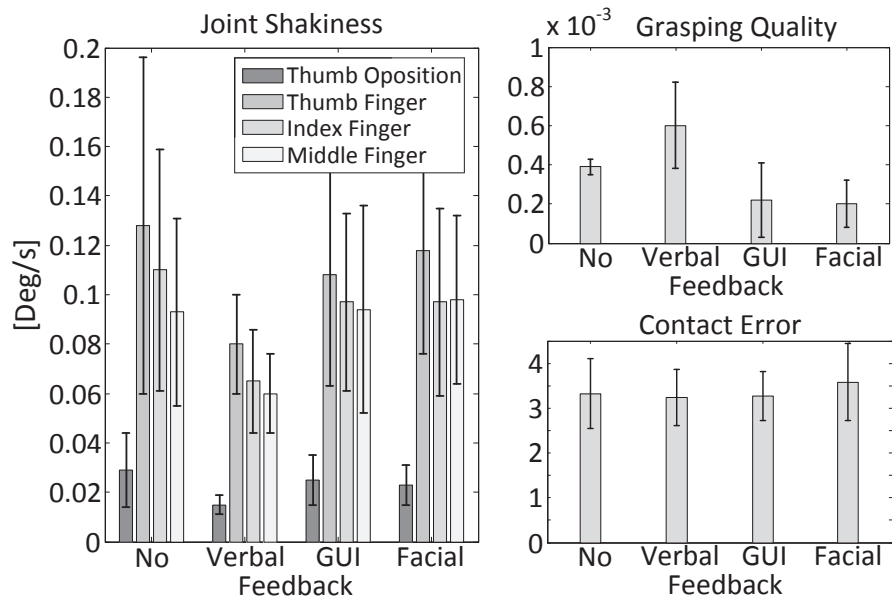 Joint Shakiness
[Deg/s]
0.2
0.18
0.16
0.14
0.12
0.1
0.08
0.06
0.04
0.02
0
Thumb Oposition
Thumb Finger
Index Finger
Middle Finger
No Verbal GUI Facial
Feedback
x 10⁻³ Grasping Quality
1
0.8
0.6
0.4
0.2
0
No Verbal GUI Facial
Feedback
Contact Error
4
3
2
1
0
No Verbal GUI Facial
Feedback